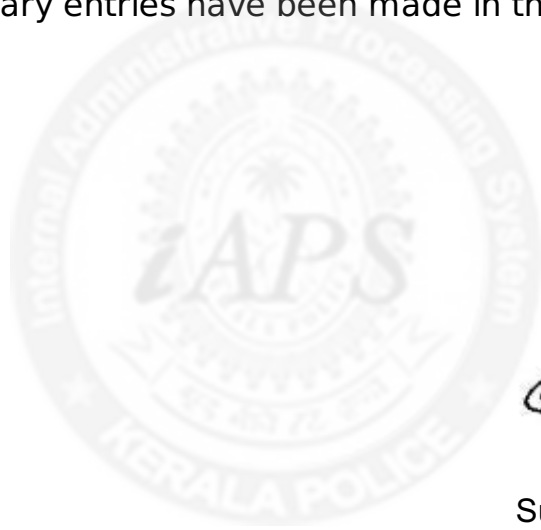 ary entries have been made in th
Internal Administrative Processing System
iAPS
KERALA POLICE
Su